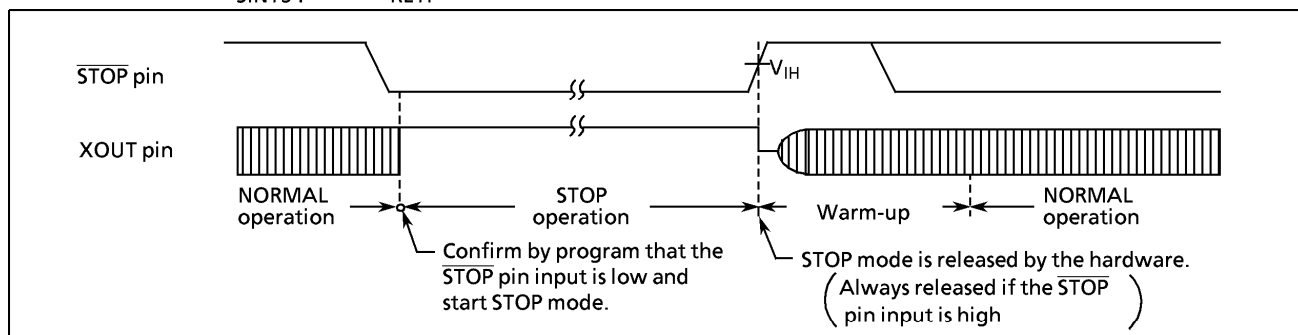 STOP pin
VIH
XOUT pin
NORMAL
operation
STOP
operation
Warm-up
NORMAL
operation
Confirm by program that the
STOP pin input is low and
start STOP mode.
STOP mode is released by the hardware.
(Always released if the STOP
pin input is high)